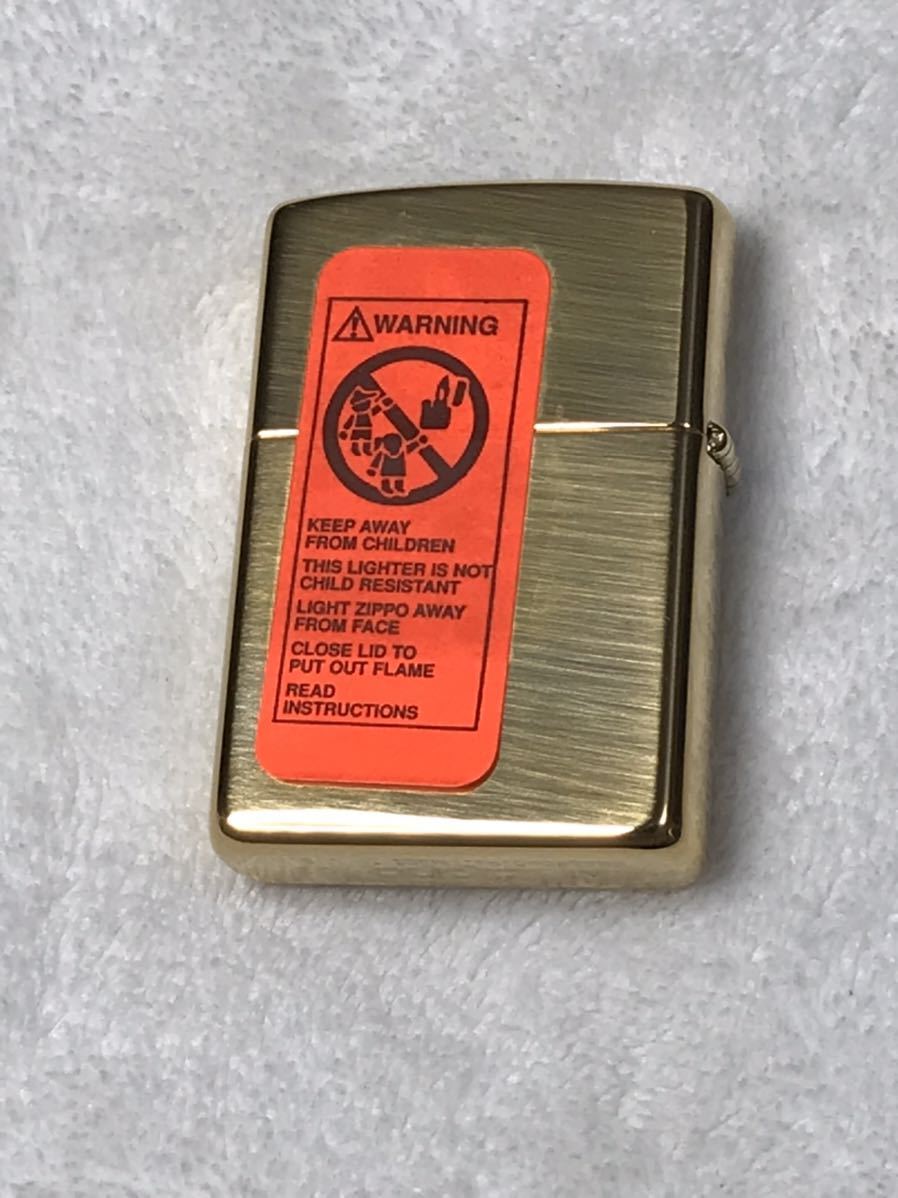 WARNING
KEEP AWAY
FROM CHILDREN
THIS LIGHTER IS NOT
CHILD RESISTANT
LIGHT ZIPPO AWAY
FROM FACE
CLOSE LID TO
PUT OUT FLAME
READ
INSTRUCTIONS